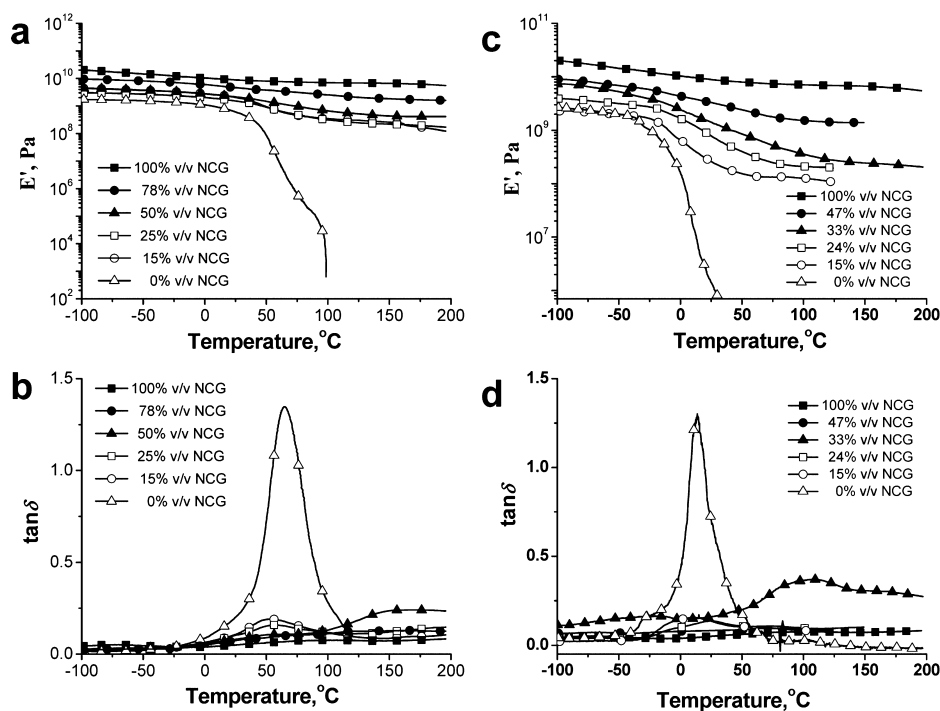 a
10^12
10^10
10^8
10^6
10^4
10^2
E', Pa
100% v/v NCG
78% v/v NCG
50% v/v NCG
25% v/v NCG
15% v/v NCG
0% v/v NCG
-100 -50 0 50 100 150 200
Temperature,°C
c
10^11
10^9
10^7
E', Pa
100% v/v NCG
47% v/v NCG
33% v/v NCG
24% v/v NCG
15% v/v NCG
0% v/v NCG
-100 -50 0 50 100 150 200
Temperature,°C
b
1.5
1.0
0.5
0.0
tanδ
100% v/v NCG
78% v/v NCG
50% v/v NCG
25% v/v NCG
15% v/v NCG
0% v/v NCG
-100 -50 0 50 100 150 200
Temperature,°C
d
1.5
1.0
0.5
0.0
tanδ
100% v/v NCG
47% v/v NCG
33% v/v NCG
24% v/v NCG
15% v/v NCG
0% v/v NCG
-100 -50 0 50 100 150 200
Temperature,°C